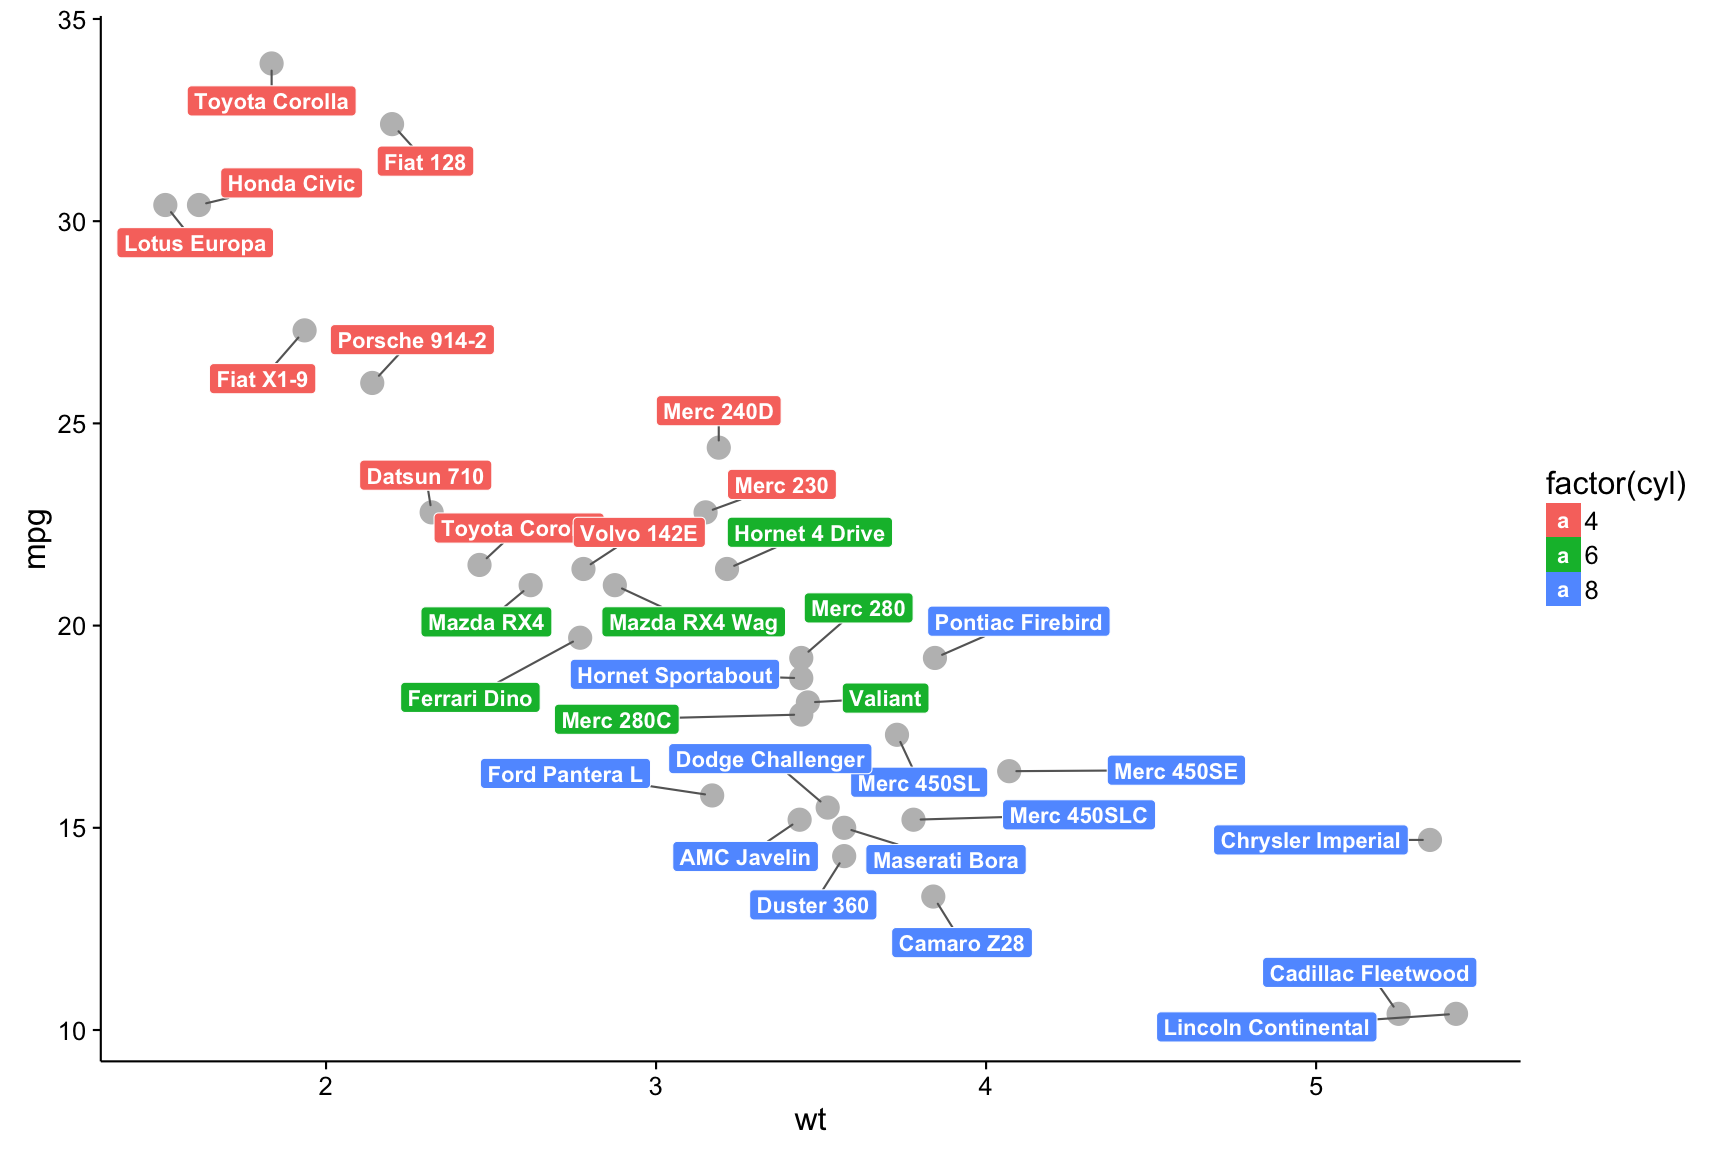 35
Toyota Corolla
Fiat 128
Honda Civic
30
Lotus Europa
Porsche 914-2
Fiat X1-9
Merc 240D
25
Datsun 710
Merc 230
Toyota Coro
Volvo 142E
Hornet 4 Drive
mpg
Merc 280
20
Mazda RX4
Mazda RX4 Wag
Pontiac Firebird
Hornet Sportabout
Ferrari Dino
Valiant
Merc 280C
Dodge Challenger
Ford Pantera L
Merc 450SL
Merc 450SE
Merc 450SLC
15
Chrysler Imperial
AMC Javelin
Maserati Bora
Duster 360
Camaro Z28
Cadillac Fleetwood
Lincoln Continental
10
2
3
4
5
wt
factor(cyl)
a 4
a 6
a 8